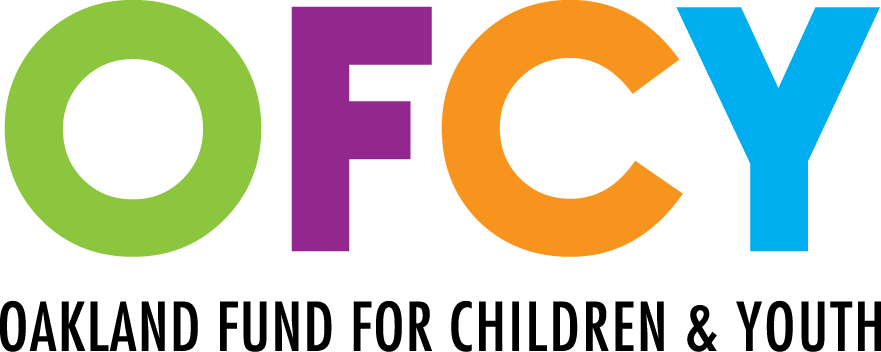 OFCY
OAKLAND FUND FOR CHILDREN & YOUTH